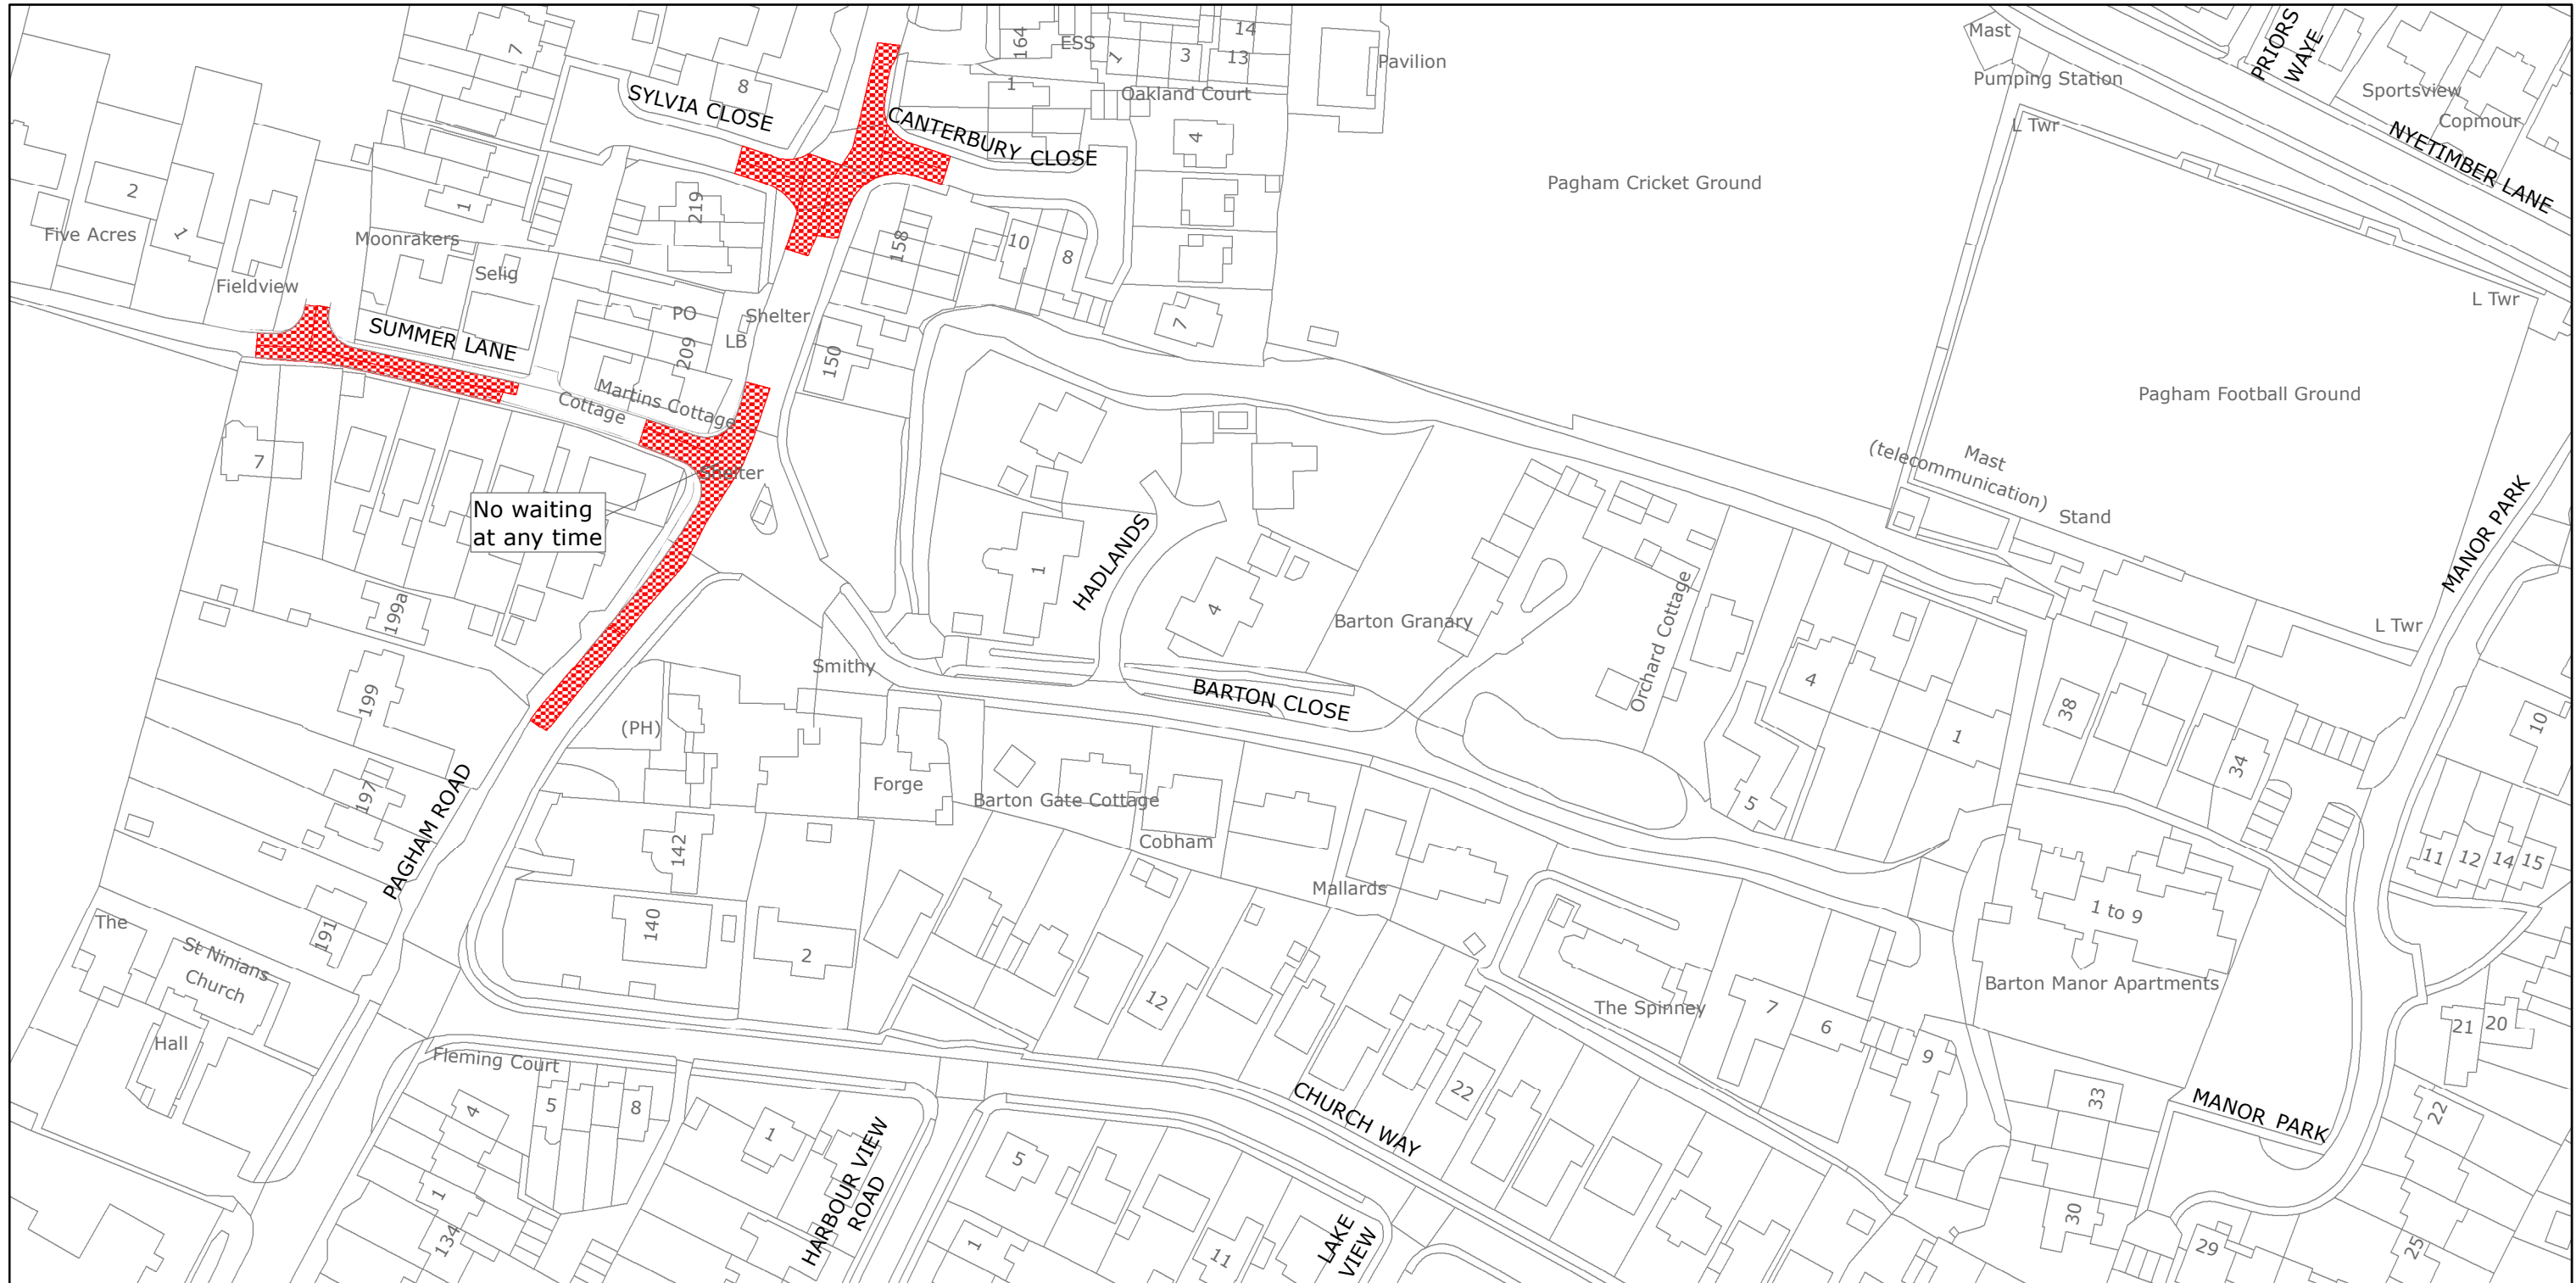 7
164
ESS
1
3
14
13
Pavilion
Mast
PRIORS
WAYE
Pumping Station
Sportsview
8
SYLVIA CLOSE
1
Oakland Court
CANTERBURY CLOSE
4
L Twr
Copmour
NYETIMBER LANE
2
1
1
219
Pagham Cricket Ground
Five Acres
Moonrakers
158
10
8
Fieldview
Selig
L Twr
PO
Shelter
7
SUMMER LANE
LB
209
150
Martins Cottage
Cottage
Pagham Football Ground
7
Shelter
Mast
(telecommunication)
MANOR PARK
No waiting
at any time
Stand
HADLANDS
1
199a
4
Barton Granary
Orchard Cottage
L Twr
Smithy
199
BARTON CLOSE
4
38
1
10
(PH)
34
PAGHAM ROAD
197
Forge
Barton Gate Cottage
5
142
Cobham
11
12
14
15
Mallards
The
191
140
2
1 to 9
St Ninians
Church
12
Barton Manor Apartments
The Spinney
7
6
21
20
Hall
Fleming Court
9
4
5
8
22
33
CHURCH WAY
MANOR PARK
22
1
HARBOUR VIEW
ROAD
5
1
134
1
11
LAKE
VIEW
30
29
25